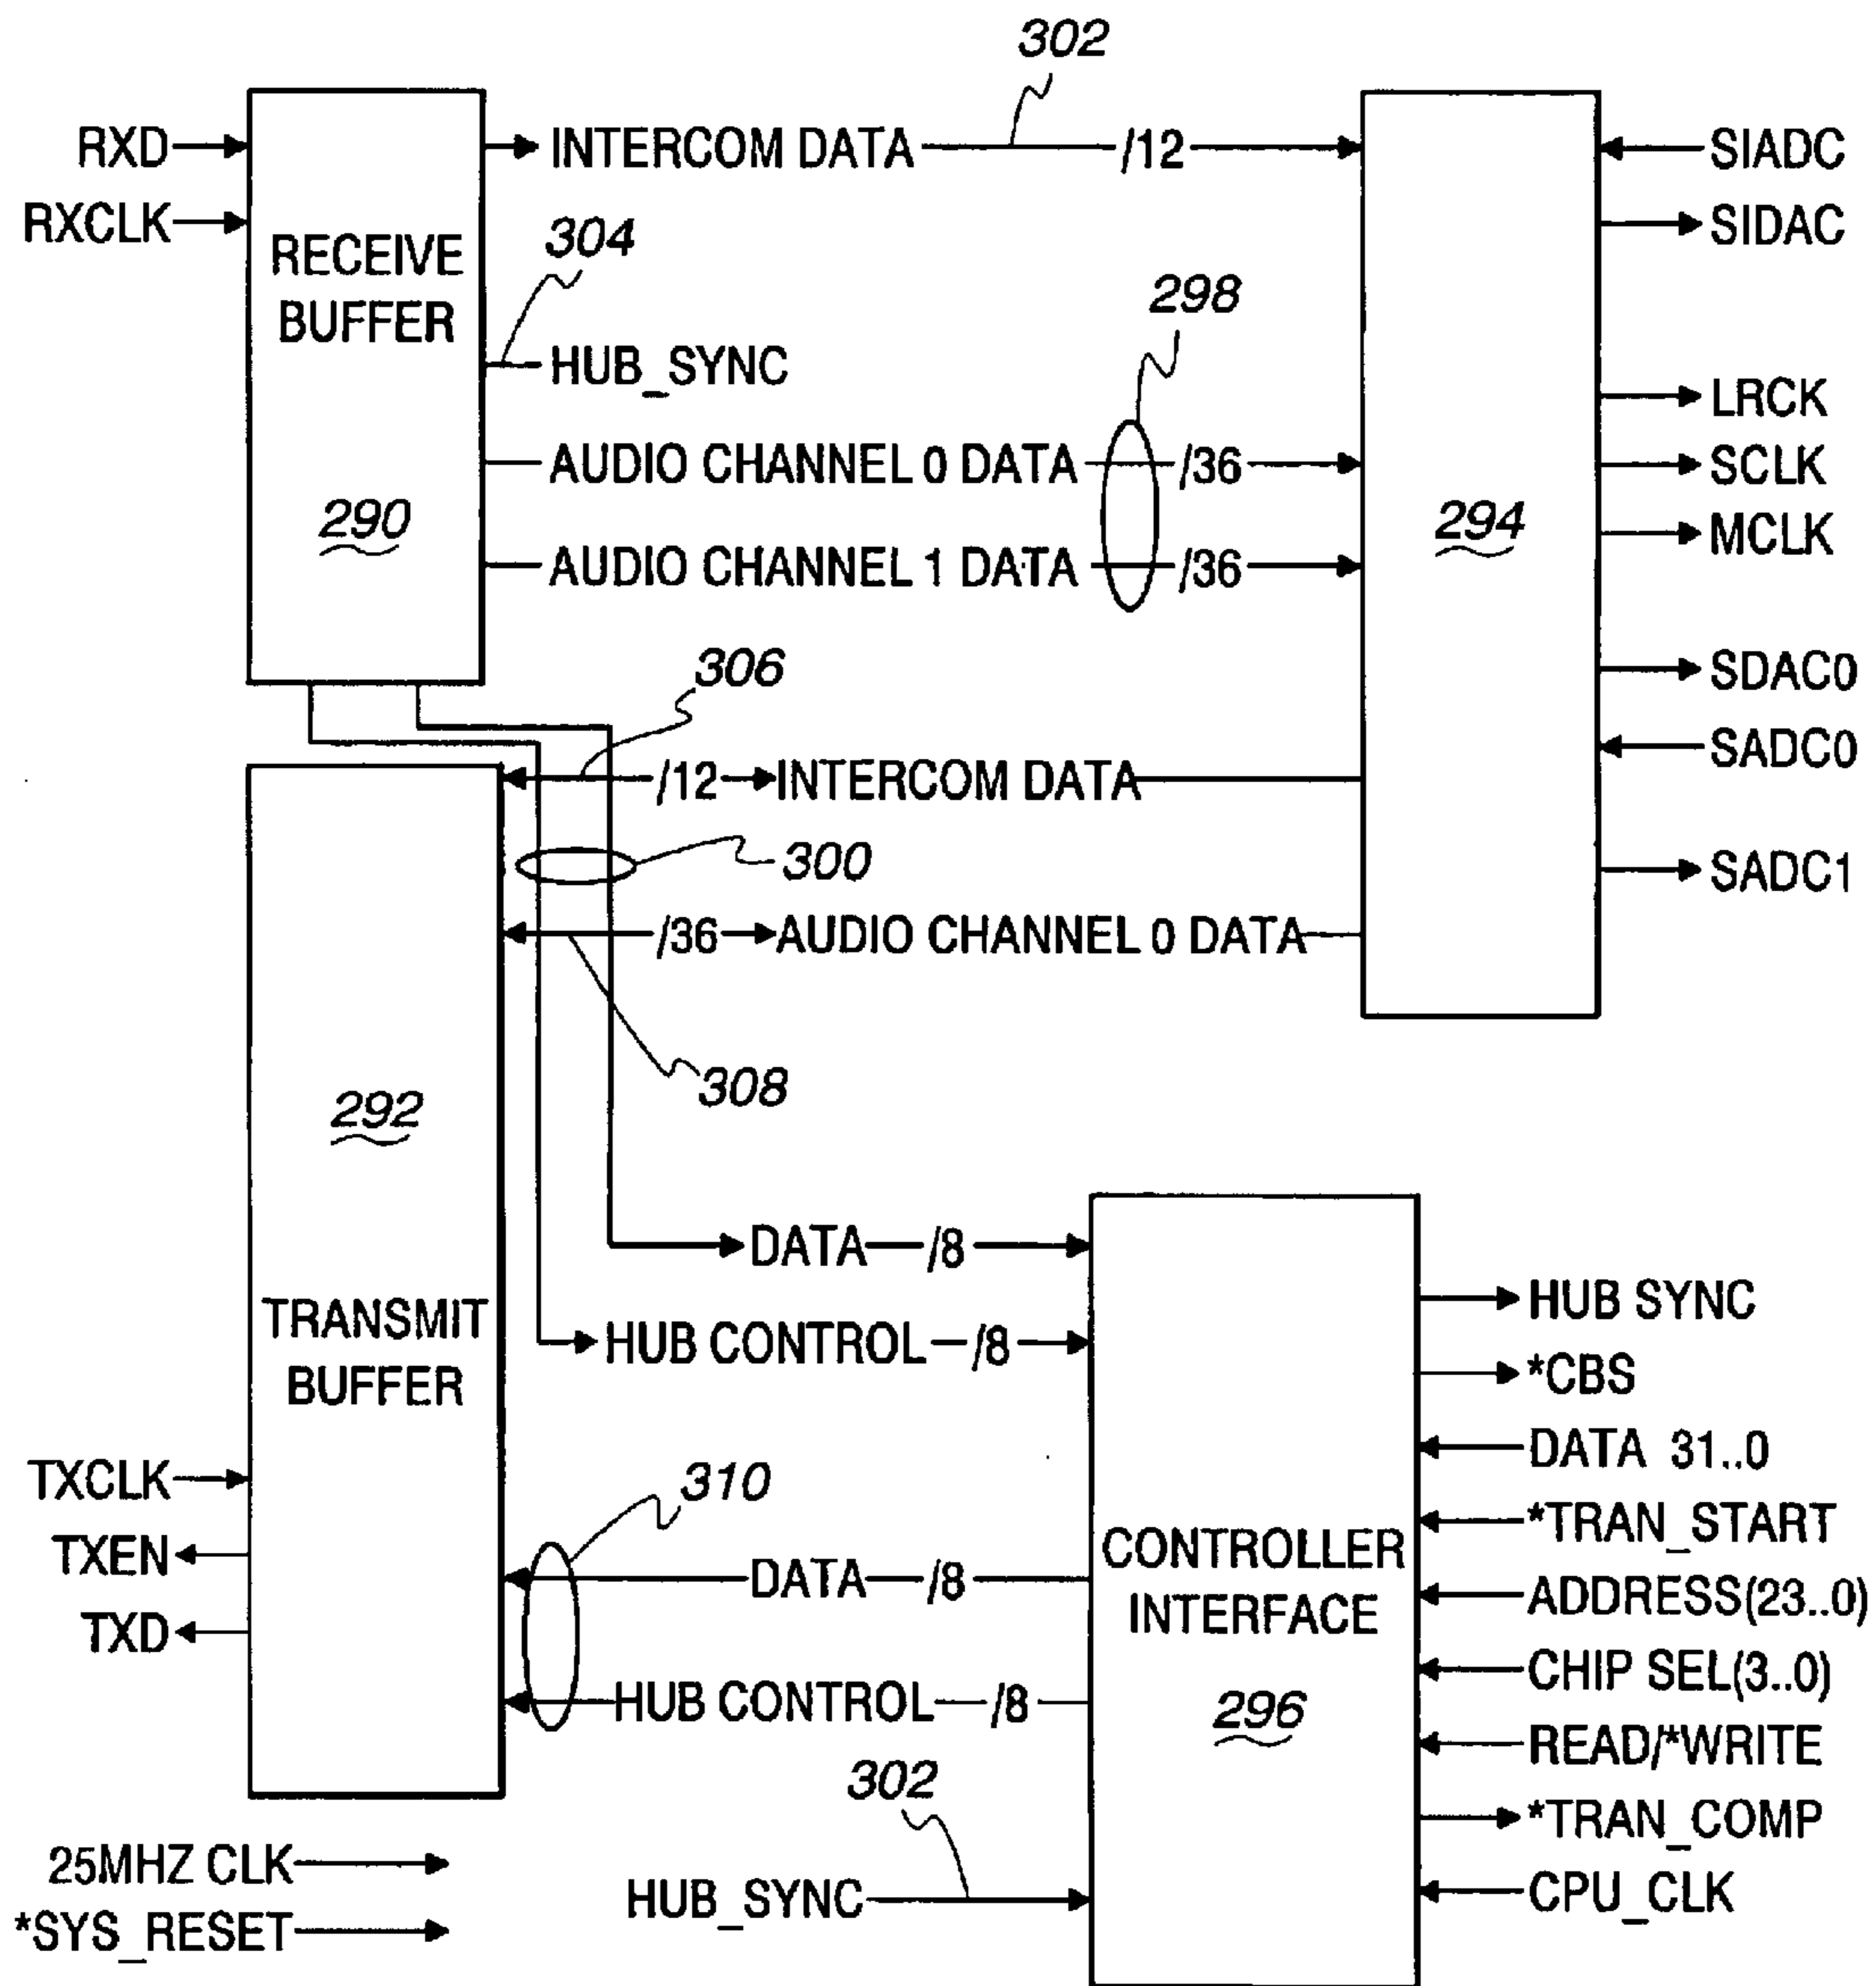 302
RXD
INTERCOM DATA
/12
SIADC
RXCLK
SIDAC
RECEIVE
BUFFER
304
298
HUB_SYNC
LRCK
AUDIO CHANNEL 0 DATA
/36
SCLK
290
294
MCLK
AUDIO CHANNEL 1 DATA
/36
306
SDAC0
SADC0
/12
INTERCOM DATA
300
SADC1
/36
AUDIO CHANNEL 0 DATA
308
292
DATA
/8
TRANSMIT
BUFFER
HUB CONTROL
/8
HUB SYNC
*CBS
DATA 31..0
TXCLK
310
*TRAN_START
TXEN
CONTROLLER
INTERFACE
DATA
/8
ADDRESS(23..0)
TXD
CHIP SEL(3..0)
HUB CONTROL
/8
296
READ/*WRITE
302
*TRAN_COMP
25MHZ CLK
HUB_SYNC
CPU_CLK
*SYS_RESET